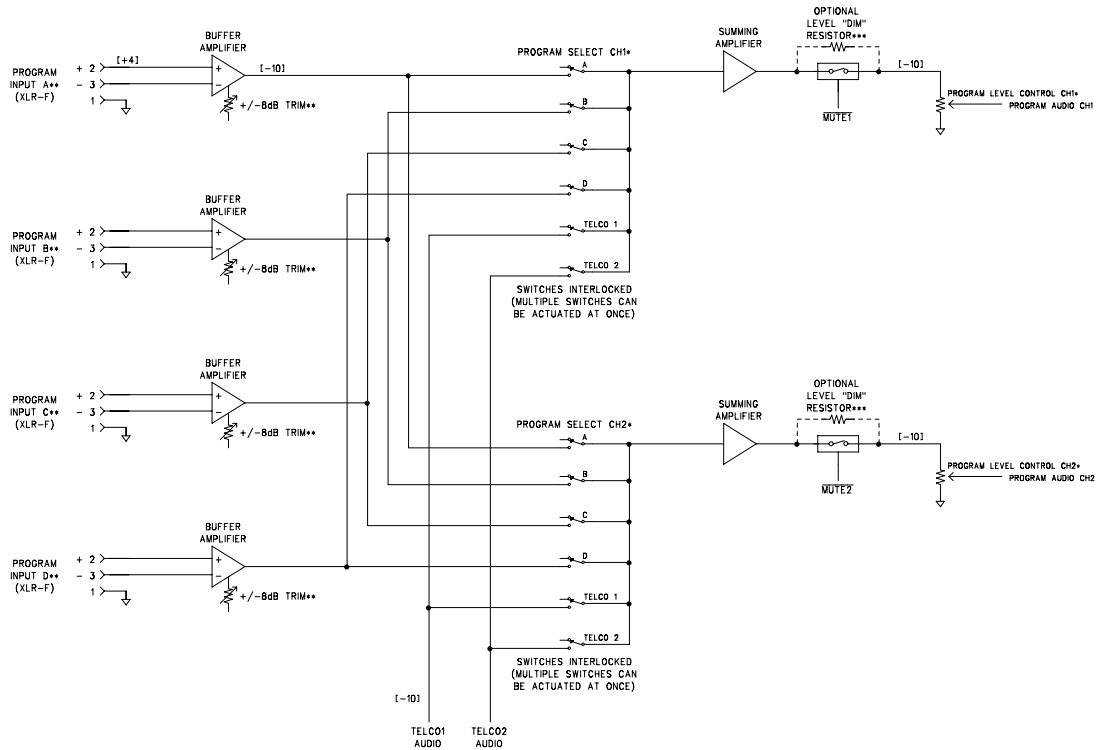 BUFFER
AMPLIFIER
PROGRAM
INPUT A**
(XLR-F)
+ 2
- 3
1
[+4]
+
−
[-10]
+/-8dB TRIM**
BUFFER
AMPLIFIER
PROGRAM
INPUT B**
(XLR-F)
+ 2
- 3
1
+
−
+/-8dB TRIM**
BUFFER
AMPLIFIER
PROGRAM
INPUT C**
(XLR-F)
+ 2
- 3
1
+
−
+/-8dB TRIM**
BUFFER
AMPLIFIER
PROGRAM
INPUT D**
(XLR-F)
+ 2
- 3
1
+
−
+/-8dB TRIM**
PROGRAM SELECT CH1*
A
B
C
D
TELCO 1
TELCO 2
SWITCHES INTERLOCKED
(MULTIPLE SWITCHES CAN
BE ACTUATED AT ONCE)
SUMMING
AMPLIFIER
OPTIONAL
LEVEL "DIM"
RESISTOR***
MUTE1
[-10]
PROGRAM LEVEL CONTROL CH1*
PROGRAM AUDIO CH1
PROGRAM SELECT CH2*
A
B
C
D
TELCO 1
TELCO 2
SWITCHES INTERLOCKED
(MULTIPLE SWITCHES CAN
BE ACTUATED AT ONCE)
SUMMING
AMPLIFIER
OPTIONAL
LEVEL "DIM"
RESISTOR***
MUTE2
[-10]
PROGRAM LEVEL CONTROL CH2*
PROGRAM AUDIO CH2
[-10]
TELCO1
AUDIO
TELCO2
AUDIO